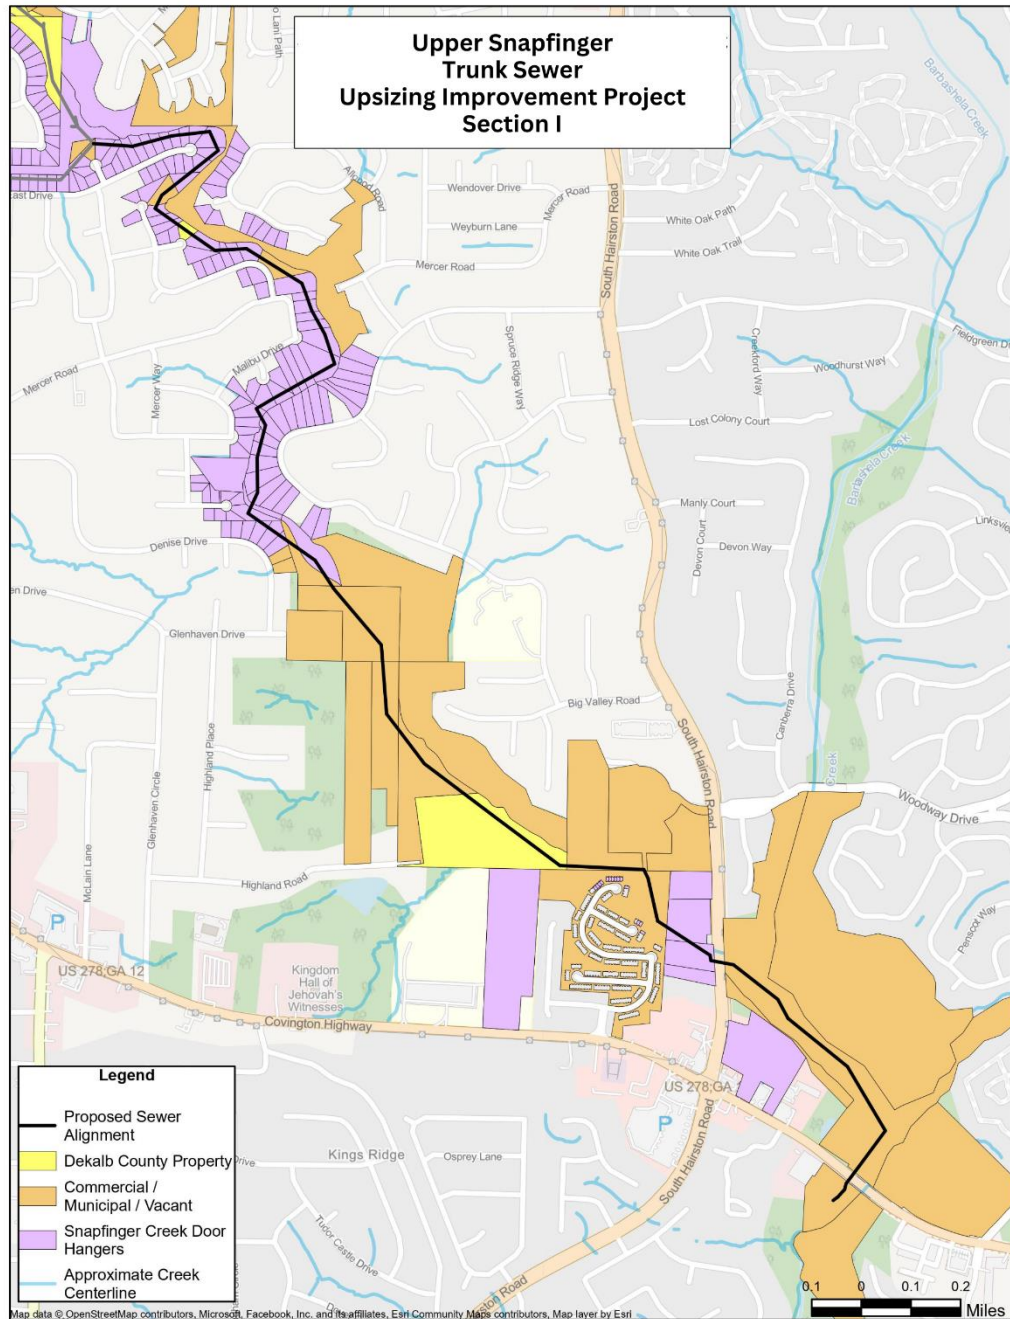 Upper Snapfinger
Trunk Sewer
Upsizing Improvement Project
Section I
Lani Path
Barbashela Creek
Wendover Drive
Mercer Road
White Oak Path
Weyburn Lane
White Oak Trail
South Hairston Road
Mercer Road
Fieldgreen
Malibu Drive
Spruce Ridge Way
Creekford Way
Woodhurst Way
Mercer Road
Mercer Way
Lost Colony Court
Barbashela Creek
Manly Court
Devon Court
Devon Way
Denise Drive
Glenhaven Drive
Canberra Drive
Big Valley Road
Highland Place
South Hairston Road
Glenhaven Circle
Creek
Woodway Drive
McLain Lane
Highland Road
Penscot Way
P
US 278;GA 12
Kingdom
Hall of
Jehovah's
Witnesses
Covington Highway
US 278;GA
P
South Hairston Road
Kings Ridge
Osprey Lane
Tudor Castle Drive
Legend
Proposed Sewer
Alignment
Dekalb County Property
Commercial /
Municipal / Vacant
Snapfinger Creek Door
Hangers
Approximate Creek
Centerline
0.1 0 0.1 0.2
Miles
Map data © OpenStreetMap contributors, Microsoft, Facebook, Inc. and its affiliates, Esri Community Maps contributors, Map layer by Esri